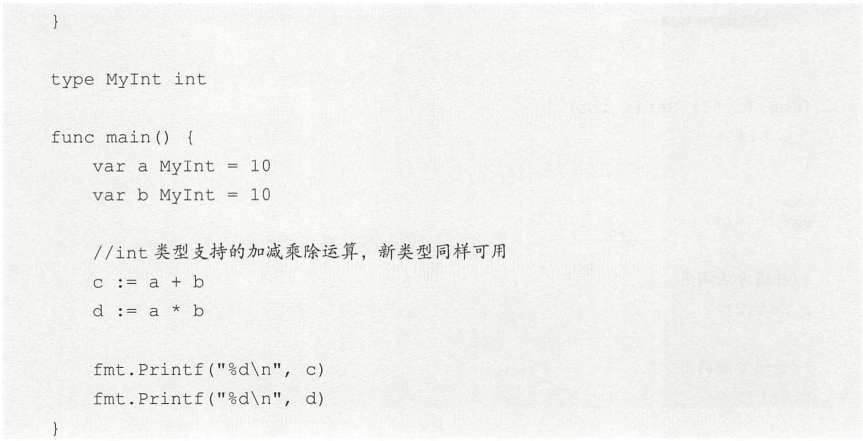 }
type MyInt int
func main() {
var a MyInt = 10
var b MyInt = 10
//int 类型支持的加减乘除运算，新类型同样可用
c := a + b
d := a * b
fmt.Printf("%d\n", c)
fmt.Printf("%d\n", d)
}